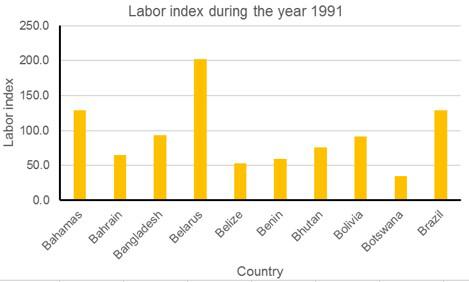 Labor index during the year 1991
250.0
200.0
150.0
100.0
50.0
0.0
Labor index
Bahamas
Bahrain
Bangladesh
Belarus
Belize
Benin
Bhutan
Bolivia
Botswana
Brazil
Country